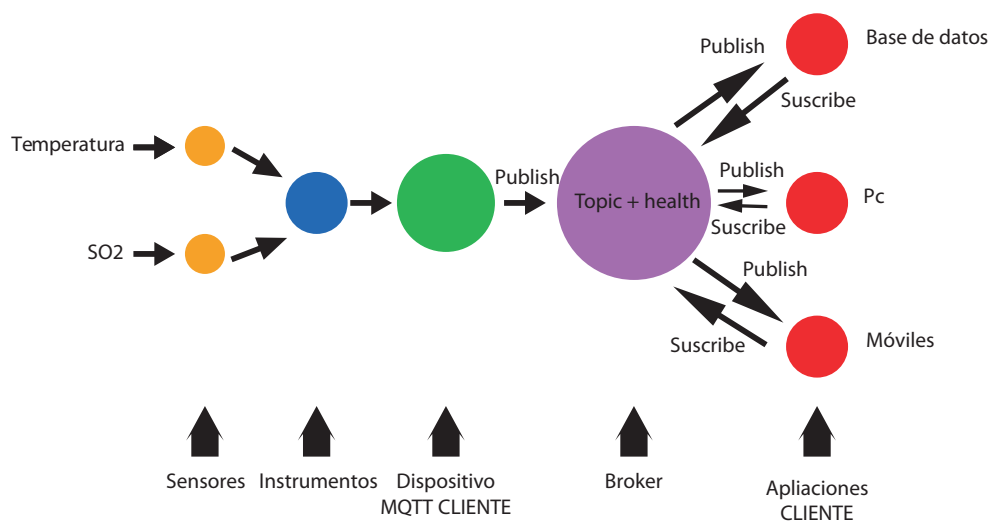 Base de datos
Publish
Suscribe
Temperatura
Publish
Publish
Topic + health
Pc
Suscribe
SO2
Publish
Suscribe
Móviles
Sensores
Instrumentos
Dispositivo
MQTT CLIENTE
Broker
Apliaciones
CLIENTE